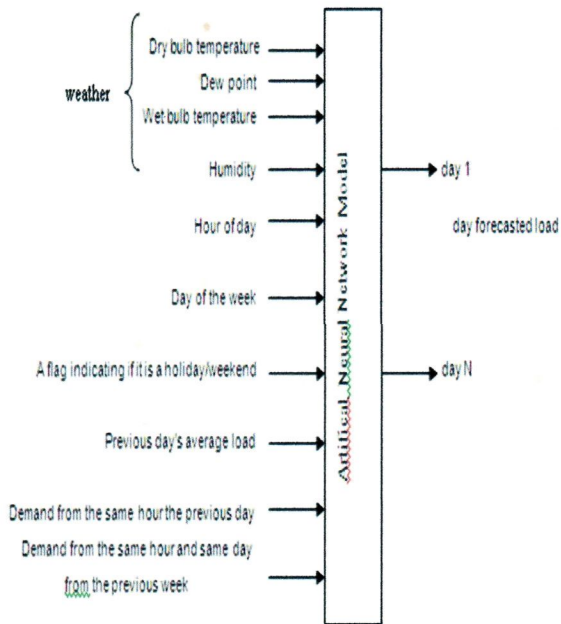 Dry bulb temperature
Dew point
weather
Wet bulb temperature
Humidity
Hour of day
Day of the week
A flag indicating if it is a holiday/weekend
Previous day's average load
Demand from the same hour the previous day
Demand from the same hour and same day
from the previous week
Artifical Neural Network Model
day 1
day forecasted load
day N